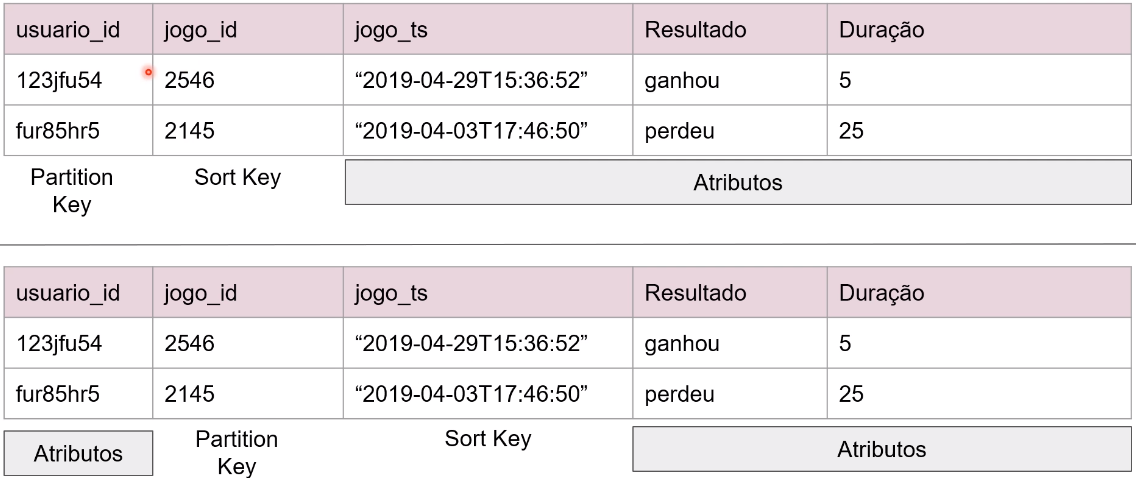 usuario_id jogo_id jogo_ts Resultado Duração
123jfu54 2546 “2019-04-29T15:36:52” ganhou 5
fur85hr5 2145 “2019-04-03T17:46:50” perdeu 25
Partition Key
Sort Key
Atributos
usuario_id jogo_id jogo_ts Resultado Duração
123jfu54 2546 “2019-04-29T15:36:52” ganhou 5
fur85hr5 2145 “2019-04-03T17:46:50” perdeu 25
Atributos
Partition Key
Sort Key
Atributos